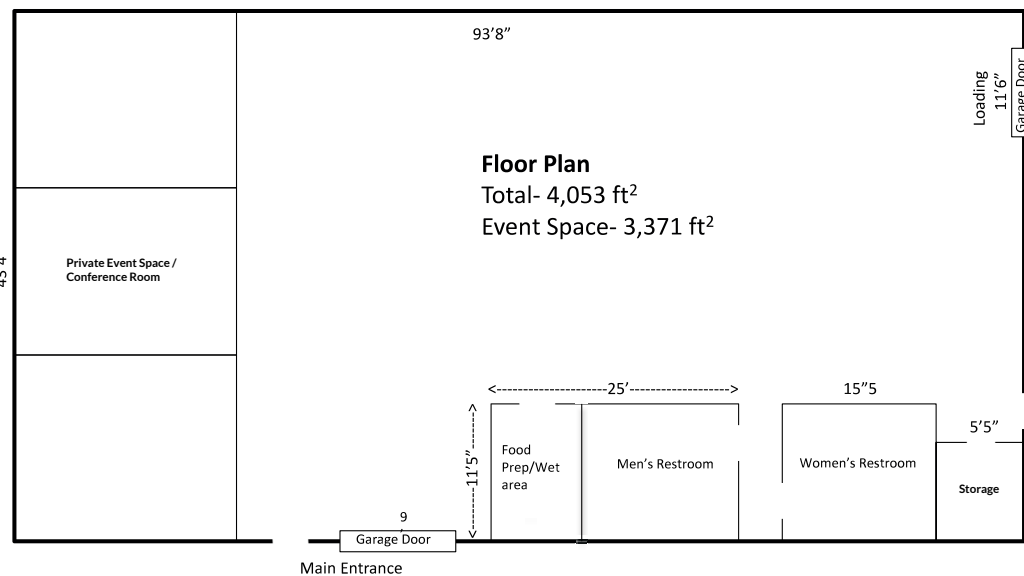 93’8”
Loading
11’6”
Garage Door
Floor Plan
Total- 4,053 ft²
Event Space- 3,371 ft²
Private Event Space /
Conference Room
<---------------------25’------------------->
15”5
5’5”
11’5”
Food
Prep/Wet
area
Men’s Restroom
Women’s Restroom
Storage
9
Garage Door
Main Entrance